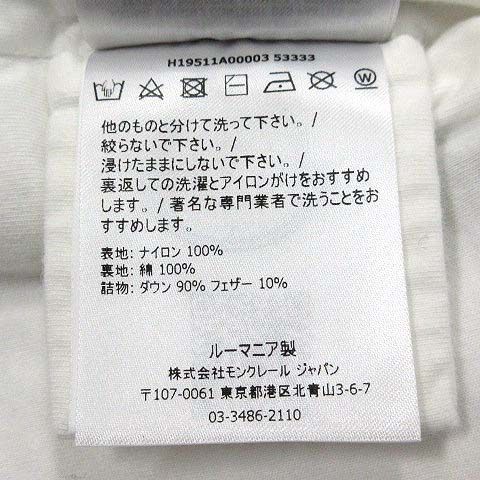 H19511A00003 53333
他のものと分けて洗って下さい。/
絞らないで下さい。/
浸けたままにしないで下さい。/
裏返しての洗濯とアイロンがけをおすすめ
します。/ 著名な専門業者で洗うことをお
すすめします。
表地: ナイロン 100%
裏地: 綿 100%
詰物: ダウン 90% フェザー 10%
ルーマニア製
株式会社モンクレール ジャパン
〒107-0061 東京都港区北青山3-6-7
03-3486-2110